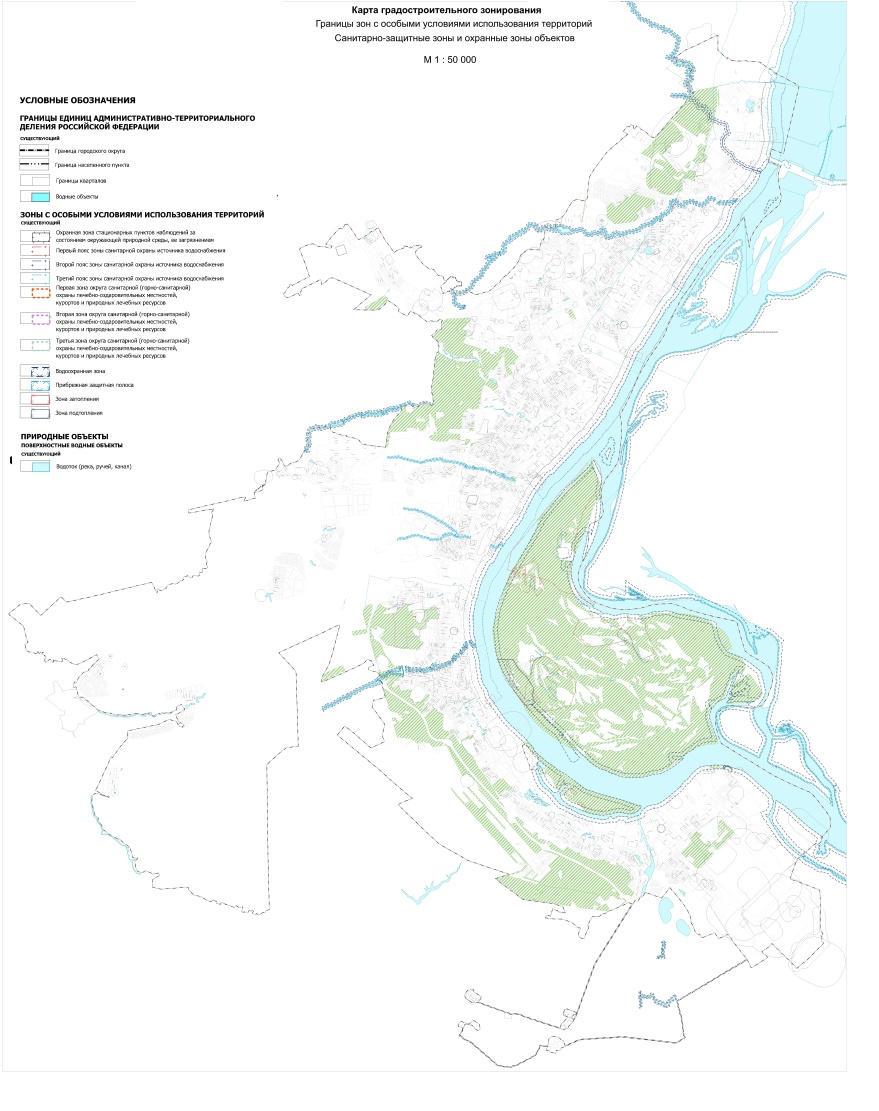 Карта градостроительного зонирования
Границы зон с особыми условиями использования территорий
Санитарно-защитные зоны и охранные зоны объектов
М 1 : 50 000
УСЛОВНЫЕ ОБОЗНАЧЕНИЯ
ГРАНИЦЫ ЕДИНИЦ АДМИНИСТРАТИВНО-ТЕРРИТОРИАЛЬНОГО
ДЕЛЕНИЯ РОССИЙСКОЙ ФЕДЕРАЦИИ
СУЩЕСТВУЮЩИЙ
Граница городского округа
Граница населенного пункта
Границы кварталов
Водные объекты
ЗОНЫ С ОСОБЫМИ УСЛОВИЯМИ ИСПОЛЬЗОВАНИЯ ТЕРРИТОРИЙ
СУЩЕСТВУЮЩИЙ
Охранная зона стационарных пунктов наблюдений за
состоянием окружающей природной среды, ее загрязнением
Первый пояс зоны санитарной охраны источника водоснабжения
Второй пояс зоны санитарной охраны источника водоснабжения
Третий пояс зоны санитарной охраны источника водоснабжения
Первая зона округа санитарной (горно-санитарной)
охраны лечебно-оздоровительных местностей,
курортов и природных лечебных ресурсов
Вторая зона округа санитарной (горно-санитарной)
охраны лечебно-оздоровительных местностей,
курортов и природных лечебных ресурсов
Третья зона округа санитарной (горно-санитарной)
охраны лечебно-оздоровительных местностей,
курортов и природных лечебных ресурсов
Водоохранная зона
Прибрежная защитная полоса
Зона затопления
Зона подтопления
ПРИРОДНЫЕ ОБЪЕКТЫ
ПОВЕРХНОСТНЫЕ ВОДНЫЕ ОБЪЕКТЫ
СУЩЕСТВУЮЩИЙ
Водоток (река, ручей, канал)